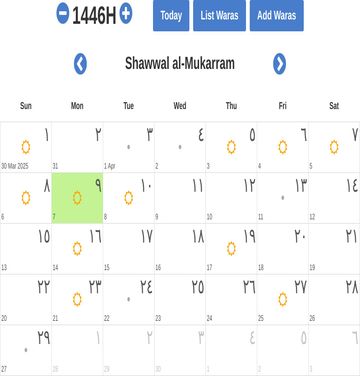 1446H
Today
List Waras
Add Waras
Shawwal al-Mukarram
Sun Mon Tue Wed Thu Fri Sat
١ ٢ ٣ ٤ ٥ ٦ ٧
30 Mar 2025 31 1 Apr 2 3 4 5
٨ ٩ ١٠ ١١ ١٢ ١٣ ١٤
6 7 8 9 10 11 12
١٥ ١٦ ١٧ ١٨ ١٩ ٢٠ ٢١
13 14 15 16 17 18 19
٢٢ ٢٣ ٢٤ ٢٥ ٢٦ ٢٧ ٢٨
20 21 22 23 24 25 26
٢٩ ١ ٢ ٣ ٤ ٥ ٦
27 28 29 30 1 2 3